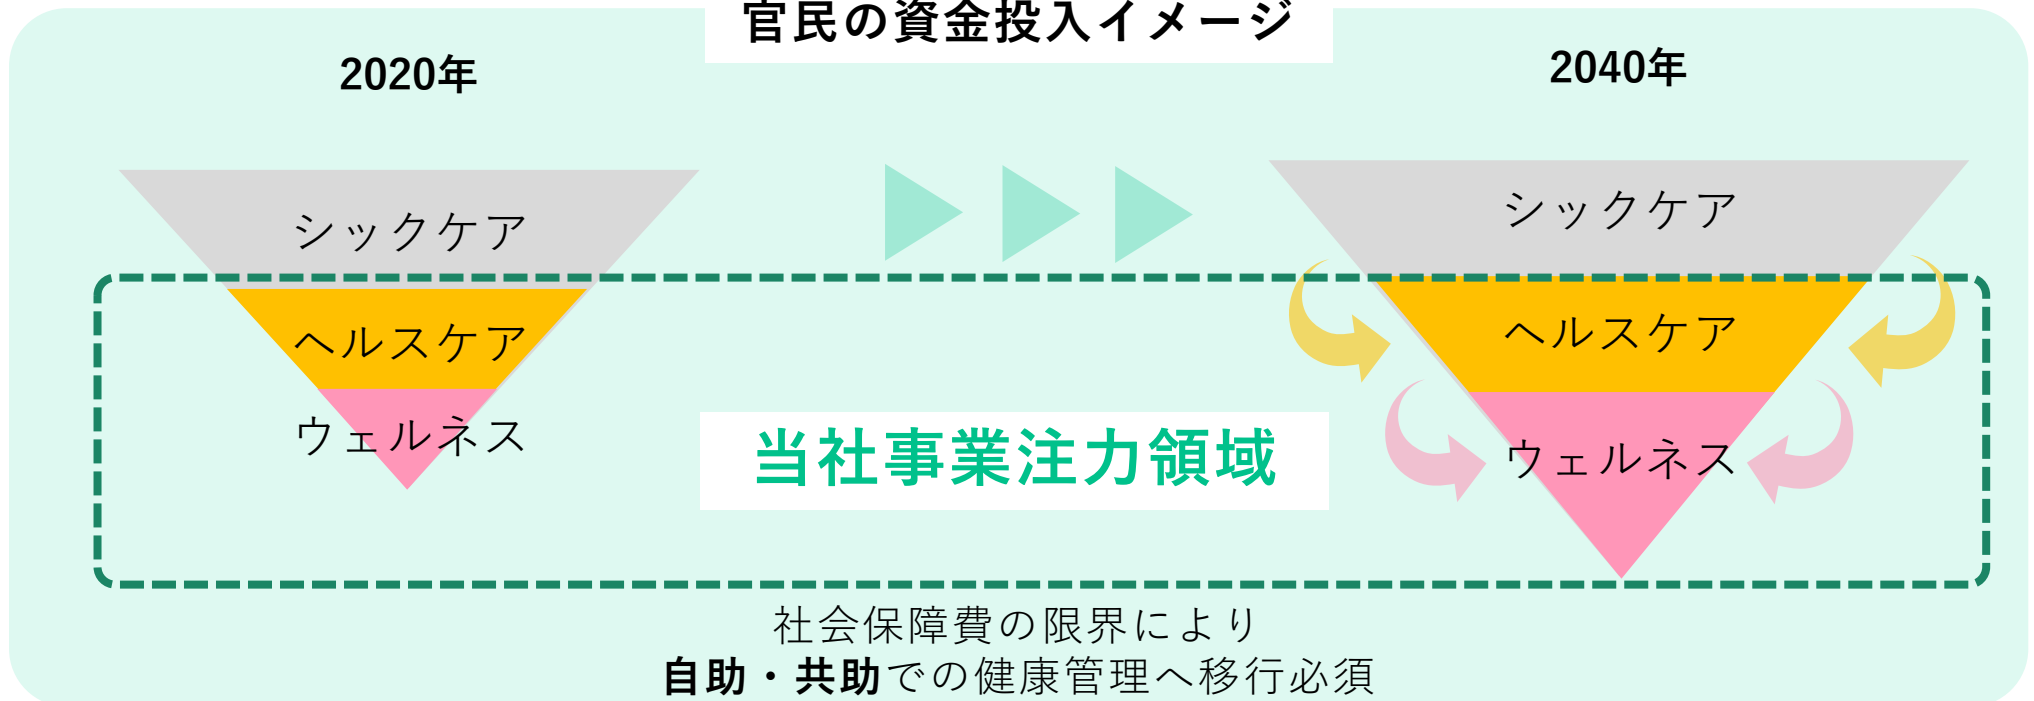 官民の資金投入イメージ
2020年
2040年
シックケア
ヘルスケア
ウェルネス
シックケア
ヘルスケア
ウェルネス
当社事業注力領域
社会保障費の限界により
自助・共助での健康管理へ移行必須